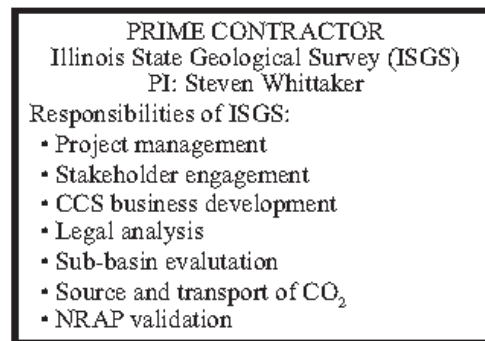 PRIME CONTRACTOR
Illinois State Geological Survey (ISGS)
PI: Steven Whittaker
Responsibilities of ISGS:
• Project management
• Stakeholder engagement
• CCS business development
• Legal analysis
• Sub-basin evalutation
• Source and transport of CO₂
• NRAP validation